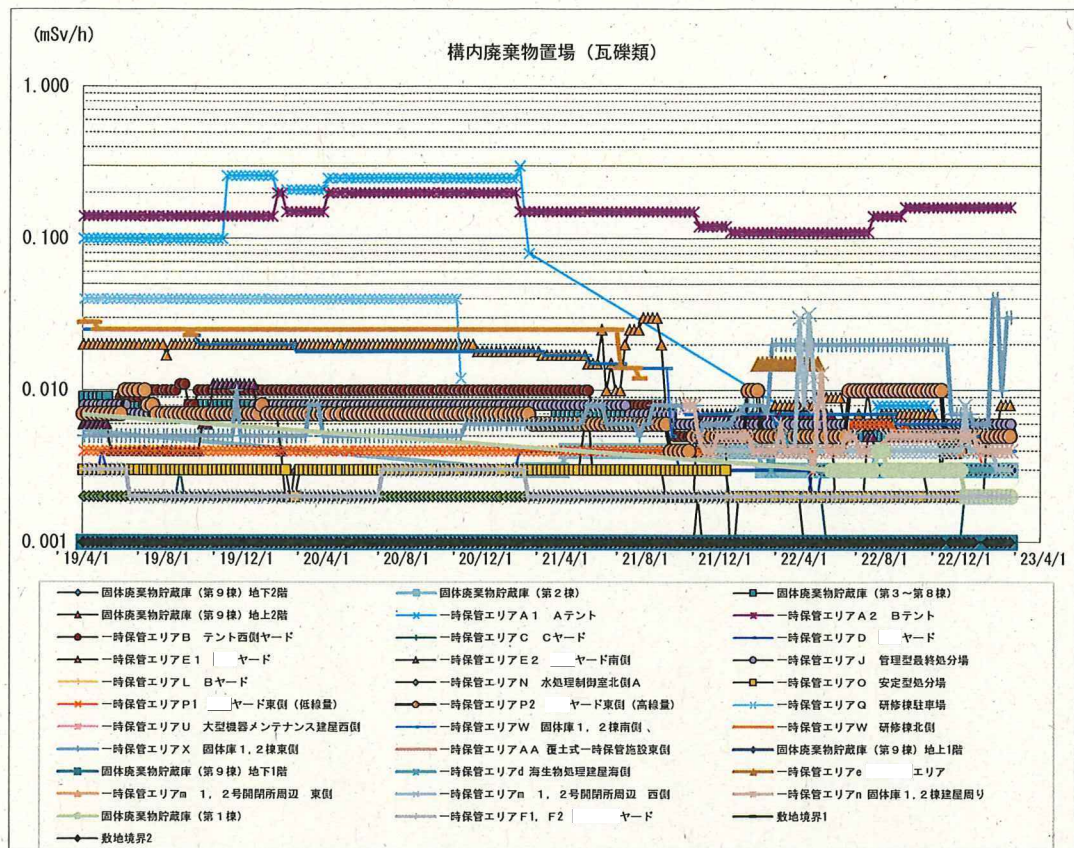 (mSv/h)
構内廃棄物置場（瓦礫類）
1.000
0.100
0.010
0.001
'19/4/1 '19/8/1 '19/12/1 '20/4/1 '20/8/1 '20/12/1 '21/4/1 '21/8/1 '21/12/1 '22/4/1 '22/8/1 '22/12/1 '23/4/1
固体廃棄物貯蔵庫（第９棟）地下2階 固体廃棄物貯蔵庫（第２棟） 固体廃棄物貯蔵庫（第３～第８棟）
固体廃棄物貯蔵庫（第９棟）地上2階 一時保管エリアＡ１　Ａテント 一時保管エリアＡ２　Ｂテント
一時保管エリアＢ　テント西側ヤード 一時保管エリアＣ　Ｃヤード 一時保管エリアＤ　ヤード
一時保管エリアＥ１　ヤード 一時保管エリアＥ２　ヤード南側 一時保管エリアＪ　管理型最終処分場
一時保管エリアＬ　Ｂヤード 一時保管エリアＮ　水処理制御室北側Ａ 一時保管エリアＯ　安定型処分場
一時保管エリアＰ１　ヤード東側（低線量） 一時保管エリアＰ２　ヤード東側（高線量） 一時保管エリアＱ　研修棟駐車場
一時保管エリアＵ　大型機器メンテナンス建屋西側 一時保管エリアＷ　固体庫１，２棟南側、 一時保管エリアＷ　研修棟北側
一時保管エリアＸ　固体庫１,２棟東側 一時保管エリアＡＡ　覆土式一時保管施設東側 固体廃棄物貯蔵庫（第９棟）地上1階
固体廃棄物貯蔵庫（第９棟）地下1階 一時保管エリアｄ 海生物処理建屋海側 一時保管エリアｅ　エリア
一時保管エリアｍ　１，２号開閉所周辺　東側 一時保管エリアｍ　１，２号開閉所周辺　西側 一時保管エリアｎ 固体庫１,２棟建屋周り
固体廃棄物貯蔵庫（第１棟） 一時保管エリアＦ１，Ｆ２　ヤード 敷地境界1
敷地境界2